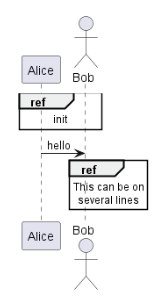 Bob
Alice
ref
init
hello
ref
This can be on
several lines
Alice
Bob